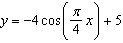 y = −4 cos(π/4 x) + 5